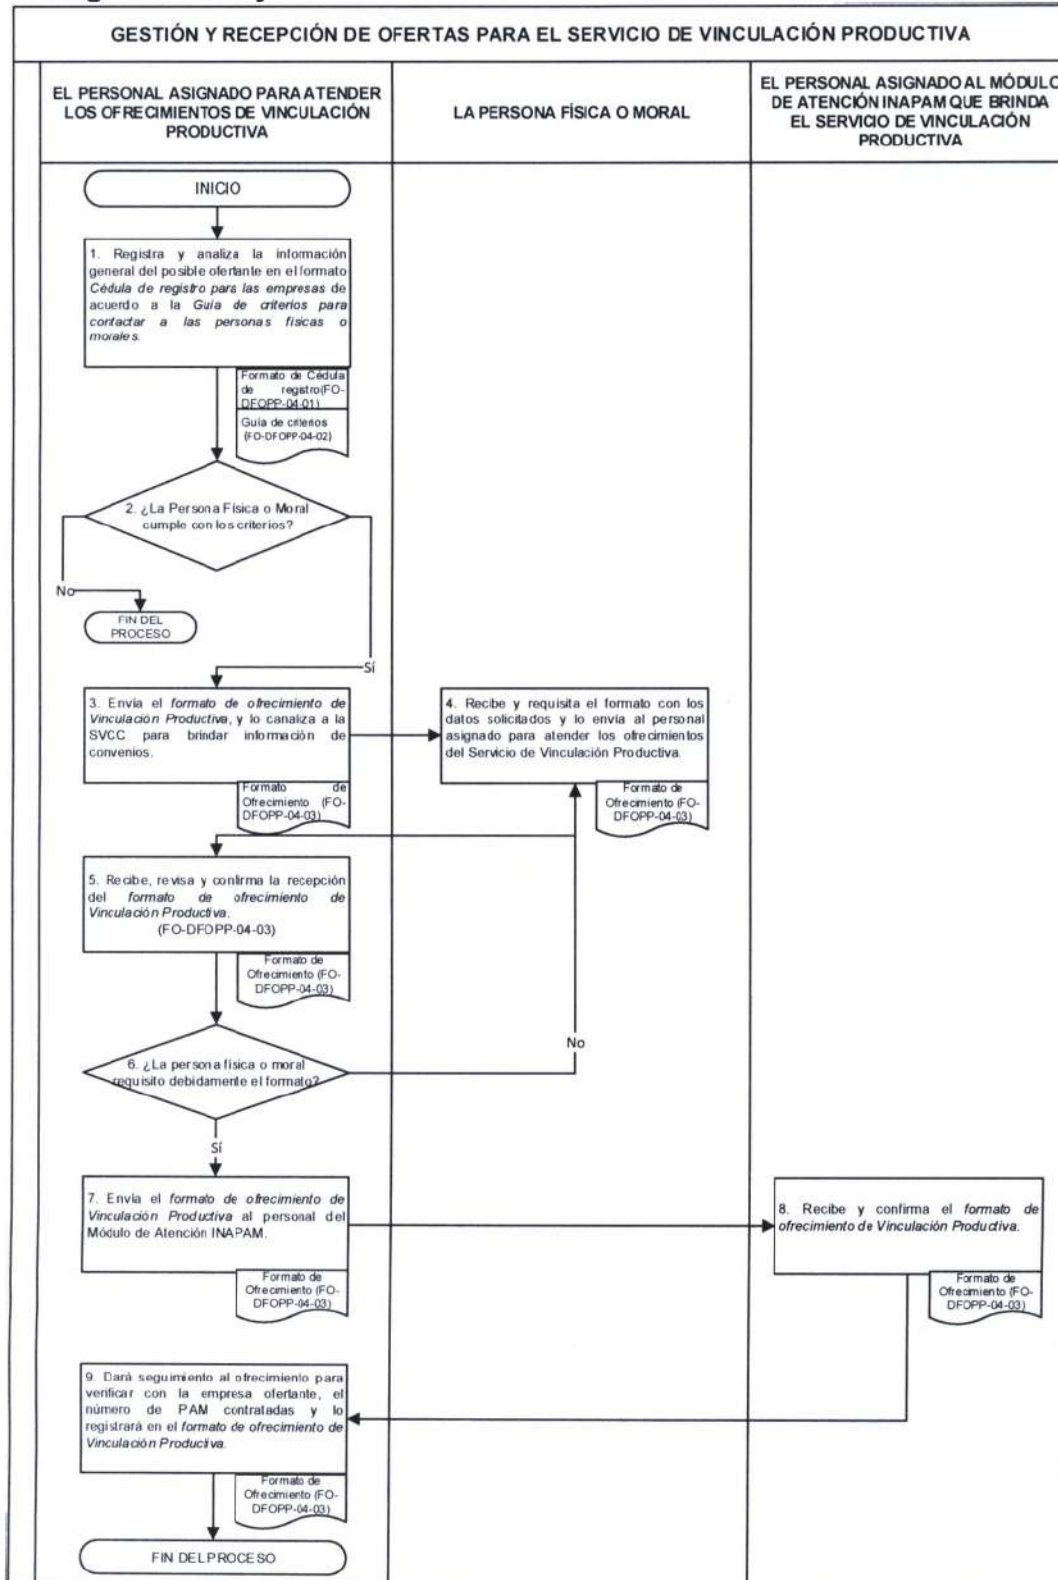 GESTIÓN Y RECEPCIÓN DE OFERTAS PARA EL SERVICIO DE VINCULACIÓN PRODUCTIVA
EL PERSONAL ASIGNADO PARA ATENDER
LOS OFRECIMIENTOS DE VINCULACIÓN
PRODUCTIVA
LA PERSONA FÍSICA O MORAL
EL PERSONAL ASIGNADO AL MÓDULO
DE ATENCIÓN INAPAM QUE BRINDA
EL SERVICIO DE VINCULACIÓN
PRODUCTIVA
INICIO
1. Registra y analiza la información
general del posible ofertante en el formato
Cédula de registro para las empresas de
acuerdo a la Guía de criterios para
contactar a las personas físicas o
morales.
Formato de Cédula
de registro(FO-
DFOPP-04-01)
Guía de criterios
(FO-DFOPP-04-02)
2. ¿La Persona Física o Moral
cumple con los criterios?
No
FIN DEL
PROCESO
Sí
3. Envía el formato de ofrecimiento de
Vinculación Productiva, y lo canaliza a la
SVCC para brindar información de
convenios.
Formato de
Ofrecimiento (FO-
DFOPP-04-03)
4. Recibe y requisita el formato con los
datos solicitados y lo envía al personal
asignado para atender los ofrecimientos
del Servicio de Vinculación Productiva.
Formato de
Ofrecimiento (FO-
DFOPP-04-03)
5. Recibe, revisa y confirma la recepción
del formato de ofrecimiento de
Vinculación Productiva.
(FO-DFOPP-04-03)
Formato de
Ofrecimiento (FO-
DFOPP-04-03)
No
6. ¿La persona física o moral
requisito debidamente el formato?
Sí
7. Envía el formato de ofrecimiento de
Vinculación Productiva al personal del
Módulo de Atención INAPAM.
Formato de
Ofrecimiento (FO-
DFOPP-04-03)
8. Recibe y confirma el formato de
ofrecimiento de Vinculación Productiva.
Formato de
Ofrecimiento (FO-
DFOPP-04-03)
9. Dará seguimiento al ofrecimiento para
verificar con la empresa ofertante, el
número de PAM contratadas y lo
registrará en el formato de ofrecimiento de
Vinculación Productiva.
Formato de
Ofrecimiento (FO-
DFOPP-04-03)
FIN DEL PROCESO